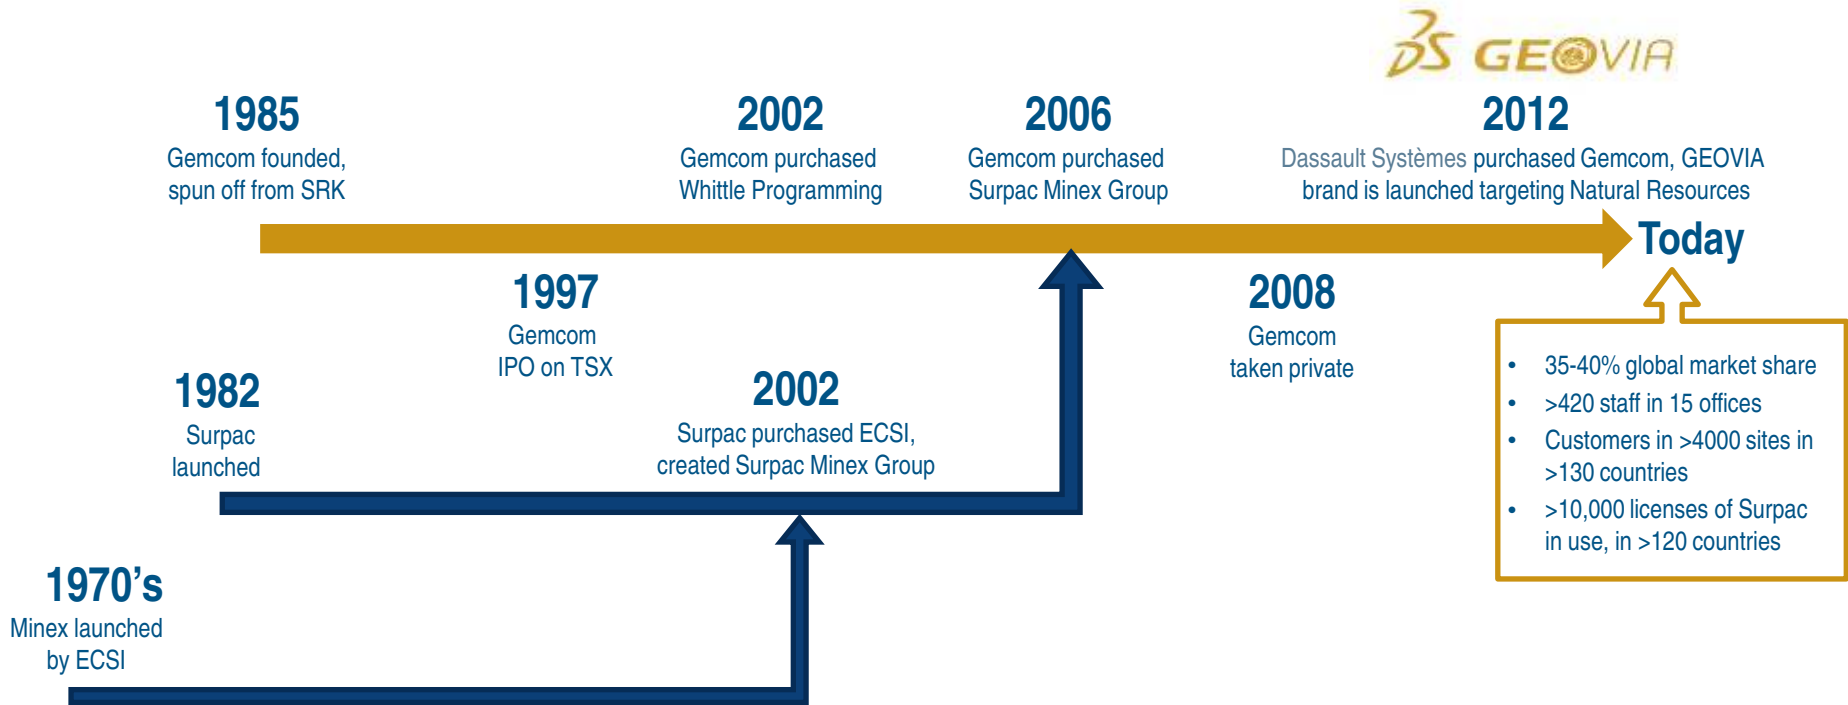 3DS GEOVIA
1985
Gemcom founded,
spun off from SRK
2002
Gemcom purchased
Whittle Programming
2006
Gemcom purchased
Surpac Minex Group
2012
Dassault Systèmes purchased Gemcom, GEOVIA
brand is launched targeting Natural Resources
Today
1997
Gemcom
IPO on TSX
2008
Gemcom
taken private
1982
Surpac
launched
2002
Surpac purchased ECSI,
created Surpac Minex Group
1970’s
Minex launched
by ECSI
• 35-40% global market share
• >420 staff in 15 offices
• Customers in >4000 sites in
>130 countries
• >10,000 licenses of Surpac
in use, in >120 countries